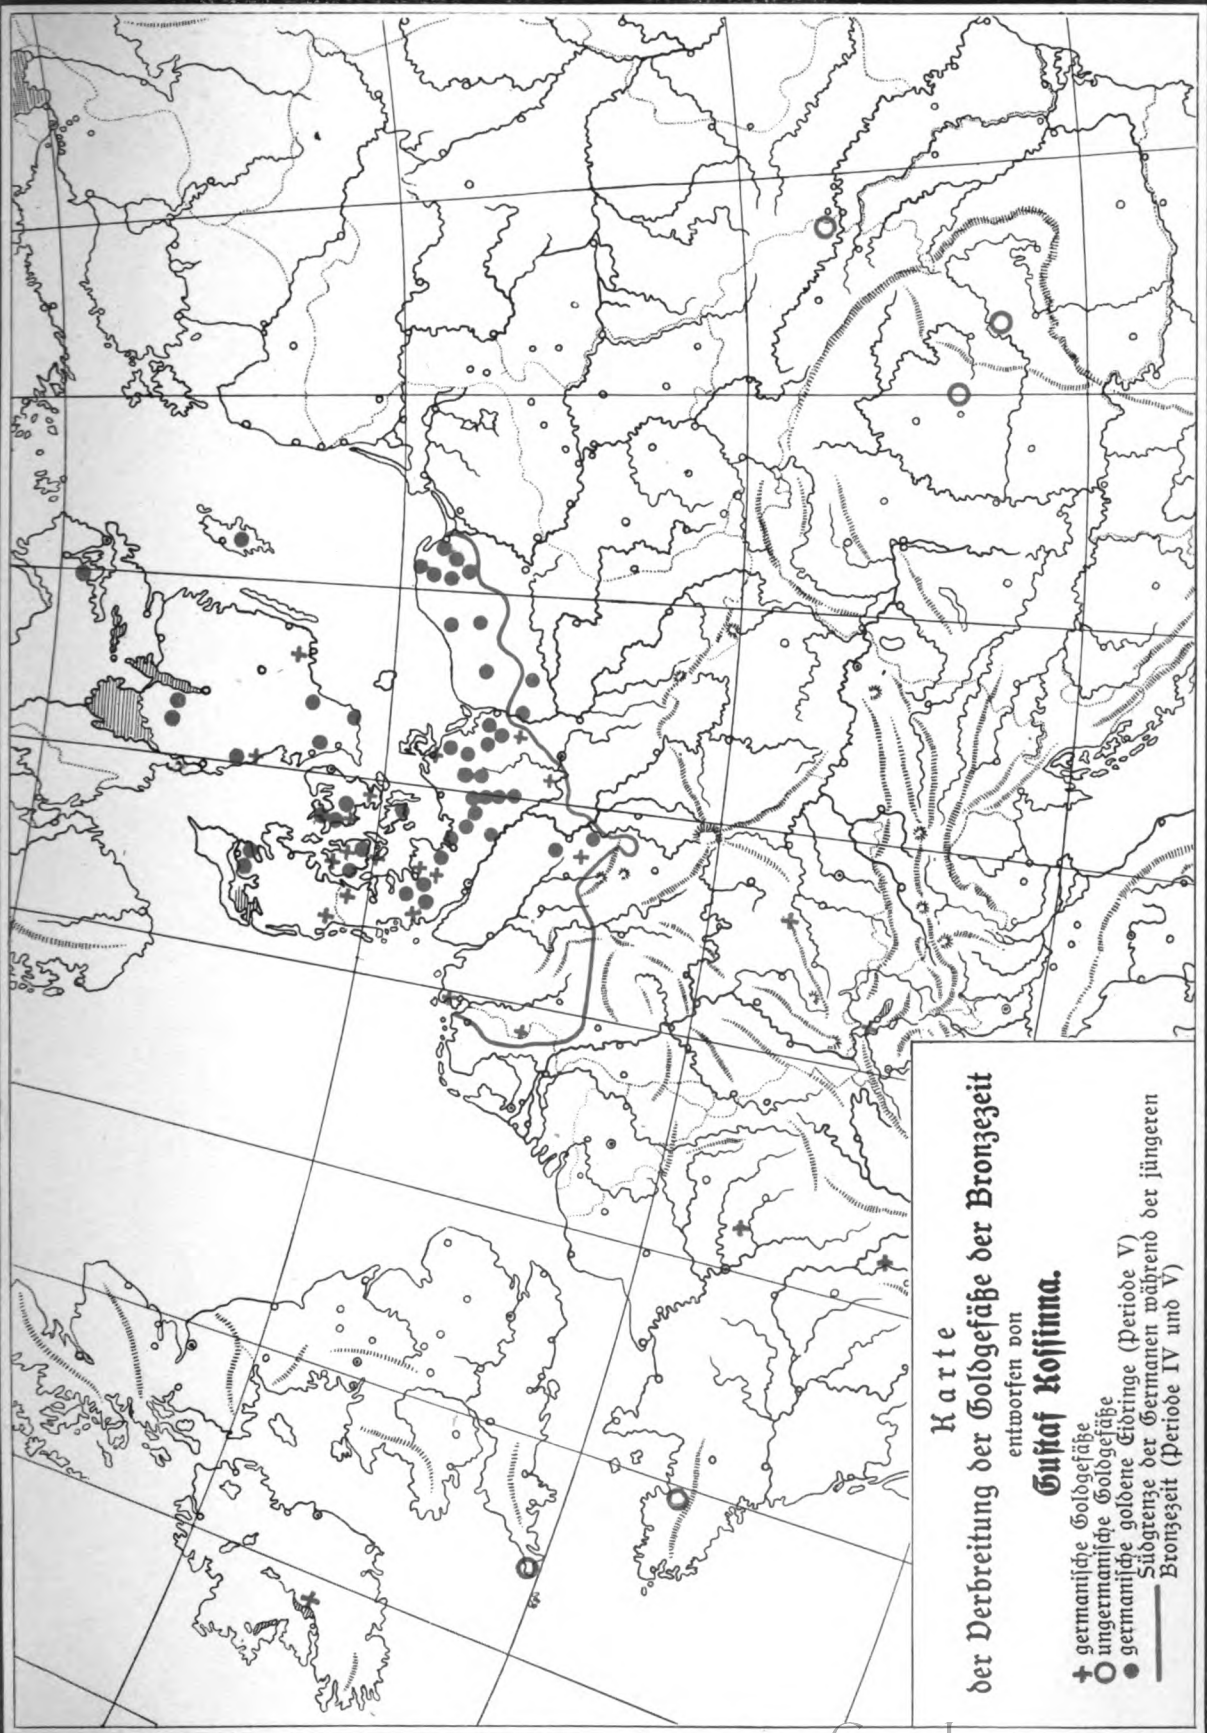 Karte
der Verbreitung der Goldgefäße der Bronzezeit
entworfen von
Gustaf Kossinna.
germanische Goldgefäße
ungermanische Goldgefäße
germanische goldene Eidringe (Periode V)
Südgrenze der Germanen während der jüngeren
Bronzezeit (Periode IV und V)